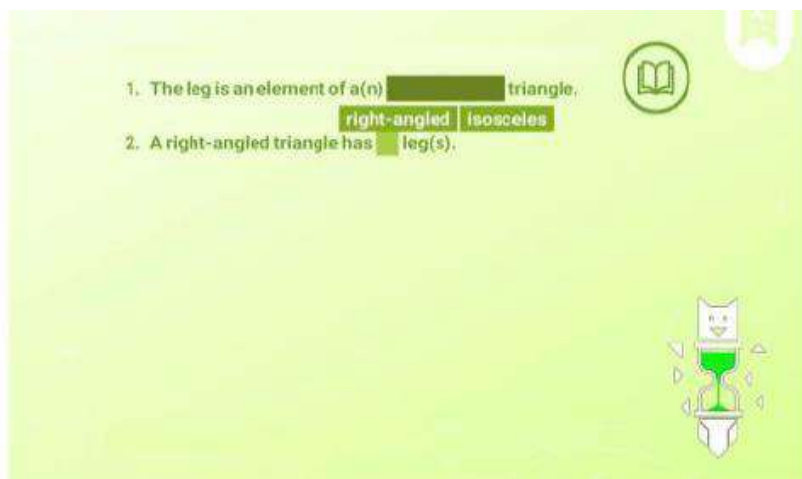 1. The leg is an element of a(n) triangle.
right-angled isosceles
2. A right-angled triangle has leg(s).